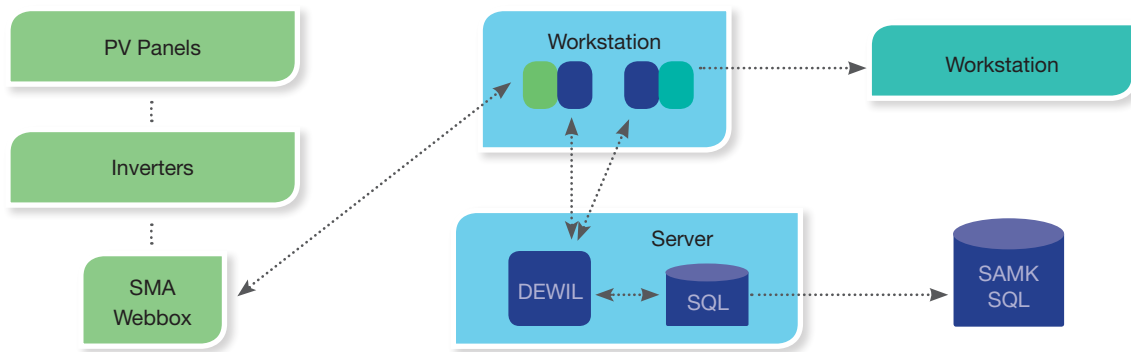 PV Panels
Inverters
SMA
Webbox
Workstation
Workstation
Server
DEWIL
SQL
SAMK
SQL